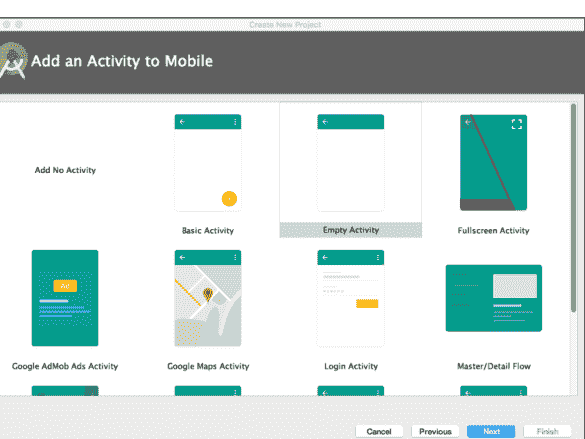 Create New Project
Add an Activity to Mobile
Add No Activity
Basic Activity
Empty Activity
Fullscreen Activity
Ad
Google AdMob Ads Activity
Google Maps Activity
Login Activity
Master/Detail Flow
Cancel
Previous
Next
Finish